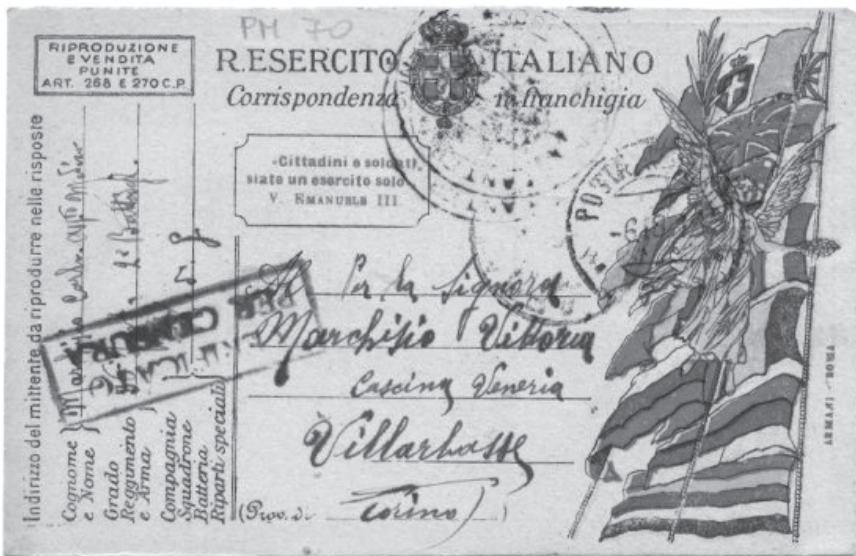 PM 70
RIPRODUZIONE
E VENDITA
PUNITE
ART. 268 E 270 C.P.
R. ESERCITO ITALIANO
Corrispondenza in franchigia
-Cittadini e soldati,
siate un esercito solo-
V. EMANUELE III
POSTA
Per la Signora
Marchisio Vittoria
Cascina Veneria
Villarbasse
(Prov. di Torino)
Indirizzo del mittente da riprodurre nelle risposte
Cognome
e Nome
Grado
Reggimento
e Arma
Compagnia
Squadrone
Batteria
Riparti speciali
CENSURA